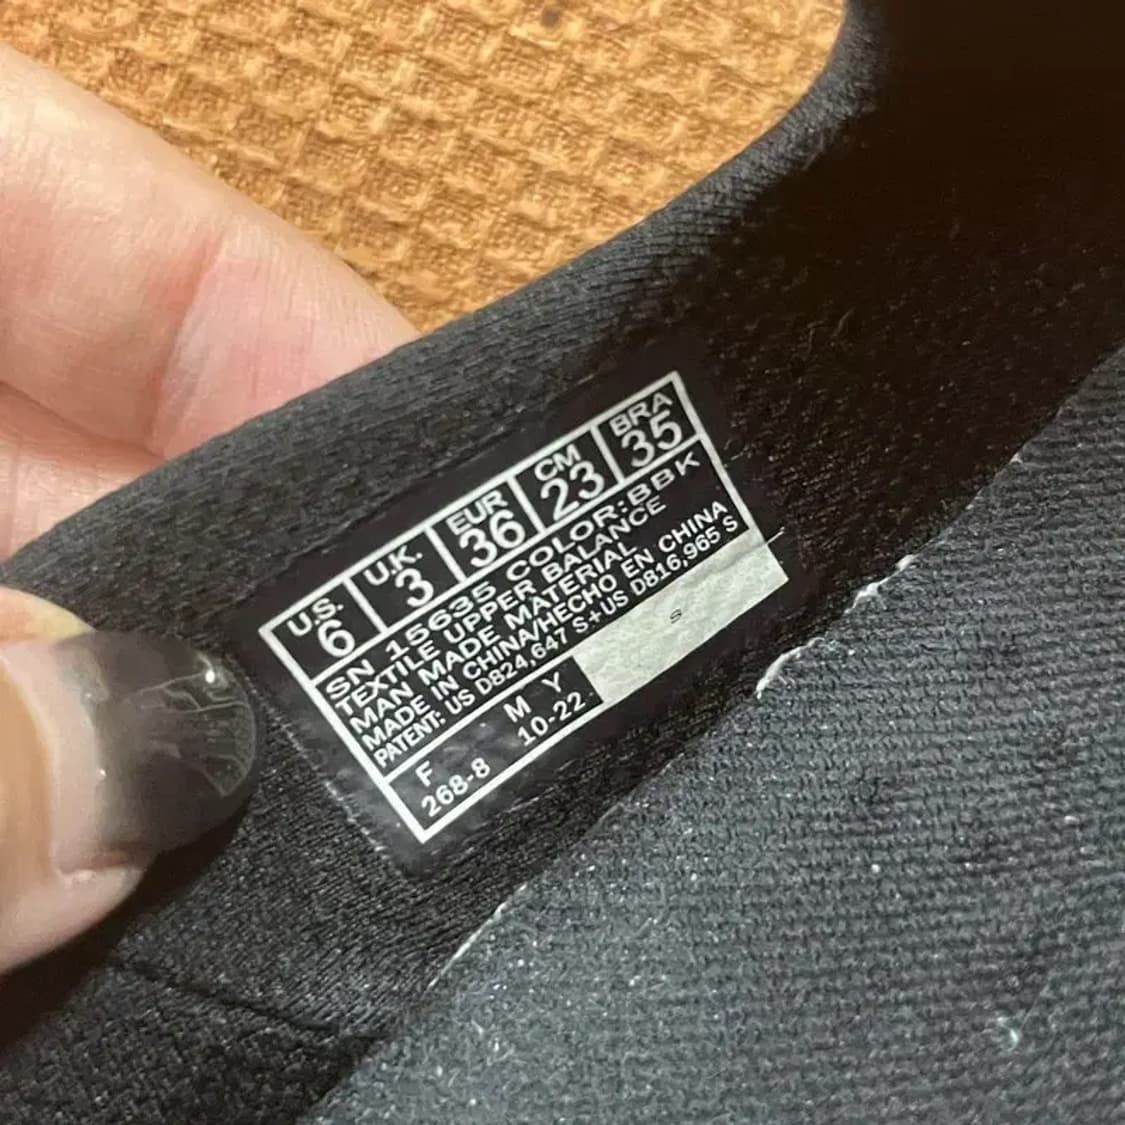 U.S. U.K. EUR CM BRA
6 3 36 23 35
SN 15635 COLOR:BBK
TEXTILE UPPER BALANCE
MAN MADE MATERIAL
MADE IN CHINA/HECHO EN CHINA
PATENT: US D824,647 S+US D816,965 S
F M Y S
268-8 10-22